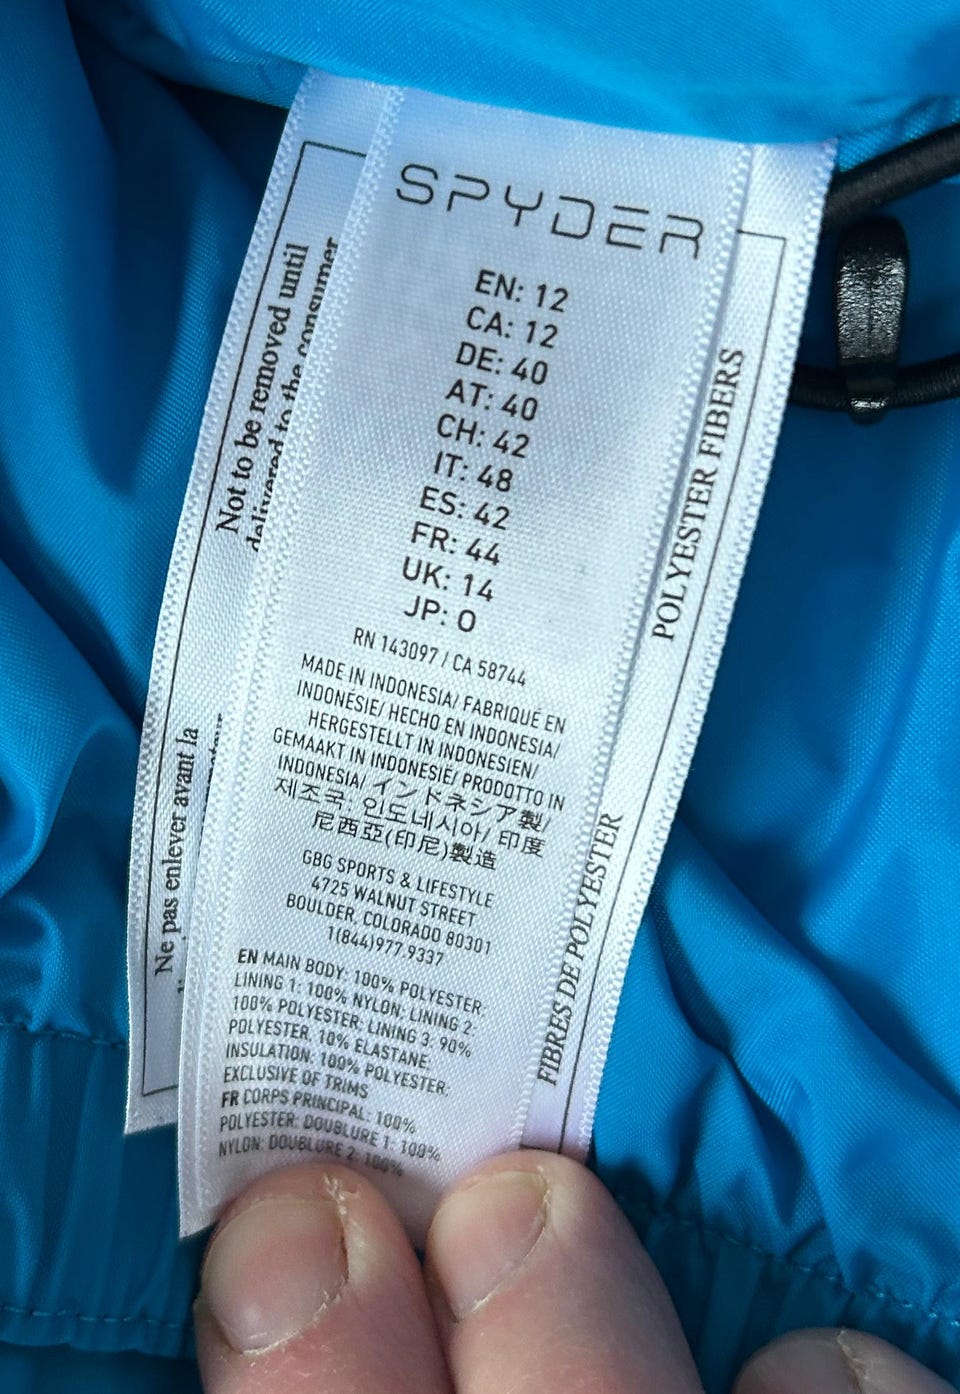 SPYDER
EN: 12
CA: 12
DE: 40
AT: 40
CH: 42
IT: 48
ES: 42
FR: 44
UK: 14
JP: O
RN 143097 / CA 58744
MADE IN INDONESIA/ FABRIQUÉ EN
INDONESIE/ HECHO EN INDONESIA/
HERGESTELLT IN INDONESIEN/
GEMAAKT IN INDONESIË/ PRODOTTO IN
INDONESIA/ インドネシア製/
제조국: 인도네시아/ 印度
尼西亞(印尼)製造
GBG SPORTS & LIFESTYLE
4725 WALNUT STREET
BOULDER, COLORADO 80301
1(844)977.9337
EN MAIN BODY: 100% POLYESTER;
LINING 1: 100% NYLON; LINING 2:
100% POLYESTER; LINING 3: 90%
POLYESTER, 10% ELASTANE;
INSULATION: 100% POLYESTER;
EXCLUSIVE OF TRIMS
FR CORPS PRINCIPAL: 100%
POLYESTER; DOUBLURE 1: 100%
NYLON; DOUBLURE 2: 100%
Not to be removed until
delivered to the consumer
Ne pas enlever avant la
POLYESTER FIBERS
FIBRES DE POLYESTER